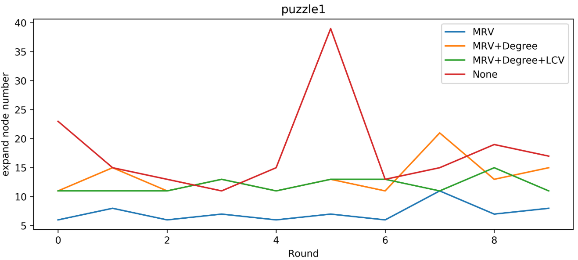 puzzle1
MRV
MRV+Degree
MRV+Degree+LCV
None
expand node number
40
35
30
25
20
15
10
5
0 2 4 6 8
Round